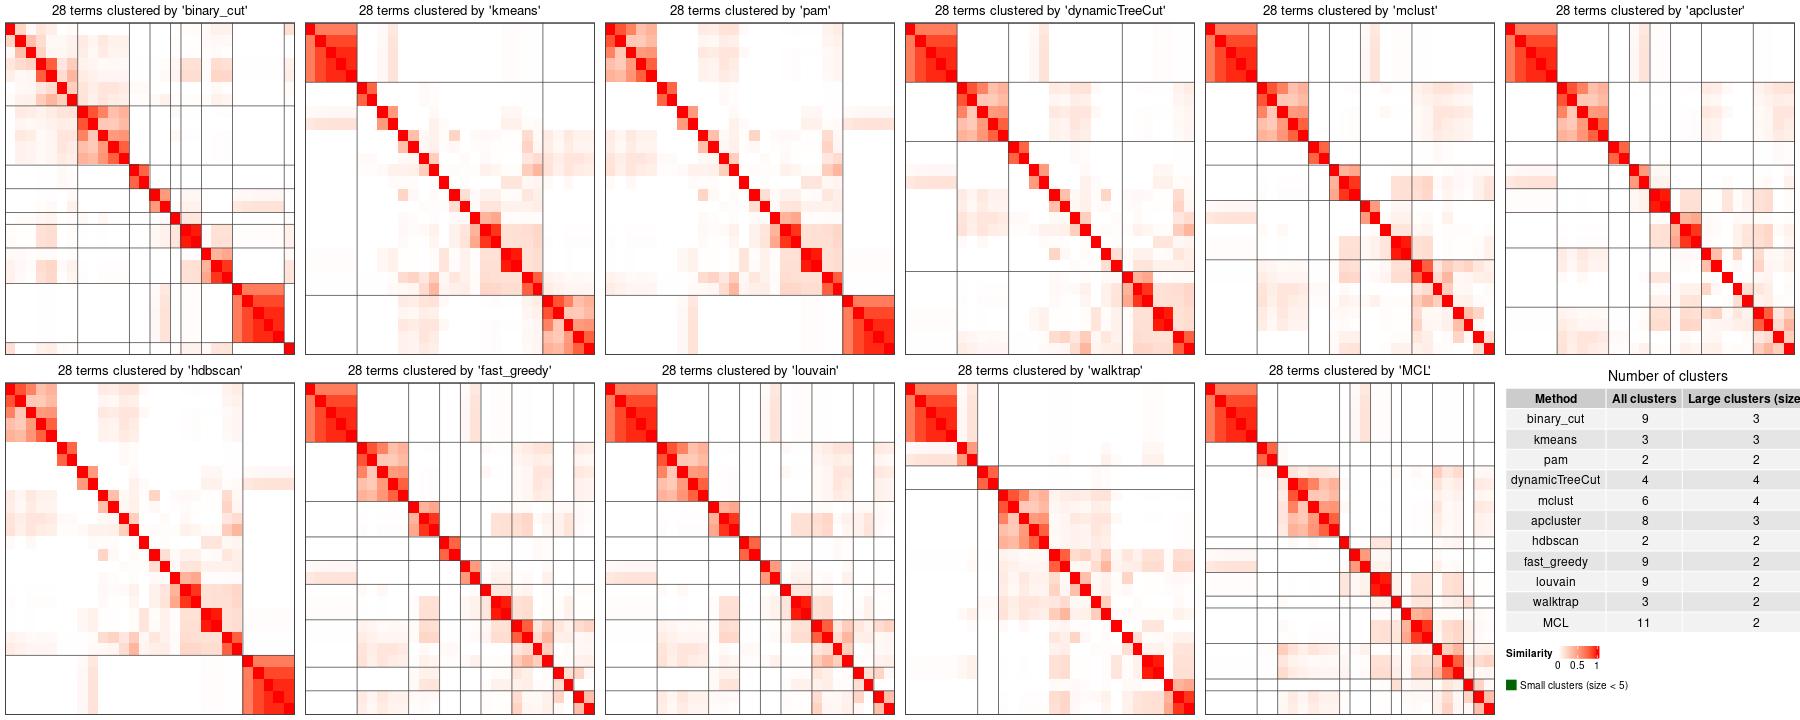 28 terms clustered by 'binary_cut'
28 terms clustered by 'kmeans'
28 terms clustered by 'pam'
28 terms clustered by 'dynamicTreeCut'
28 terms clustered by 'mclust'
28 terms clustered by 'apcluster'
28 terms clustered by 'hdbscan'
28 terms clustered by 'fast_greedy'
28 terms clustered by 'louvain'
28 terms clustered by 'walktrap'
28 terms clustered by 'MCL'
Number of clusters
Method All clusters Large clusters (size
binary_cut 9 3
kmeans 3 3
pam 2 2
dynamicTreeCut 4 4
mclust 6 4
apcluster 8 3
hdbscan 2 2
fast_greedy 9 2
louvain 9 2
walktrap 3 2
MCL 11 2
Similarity
0 0.5 1
Small clusters (size < 5)